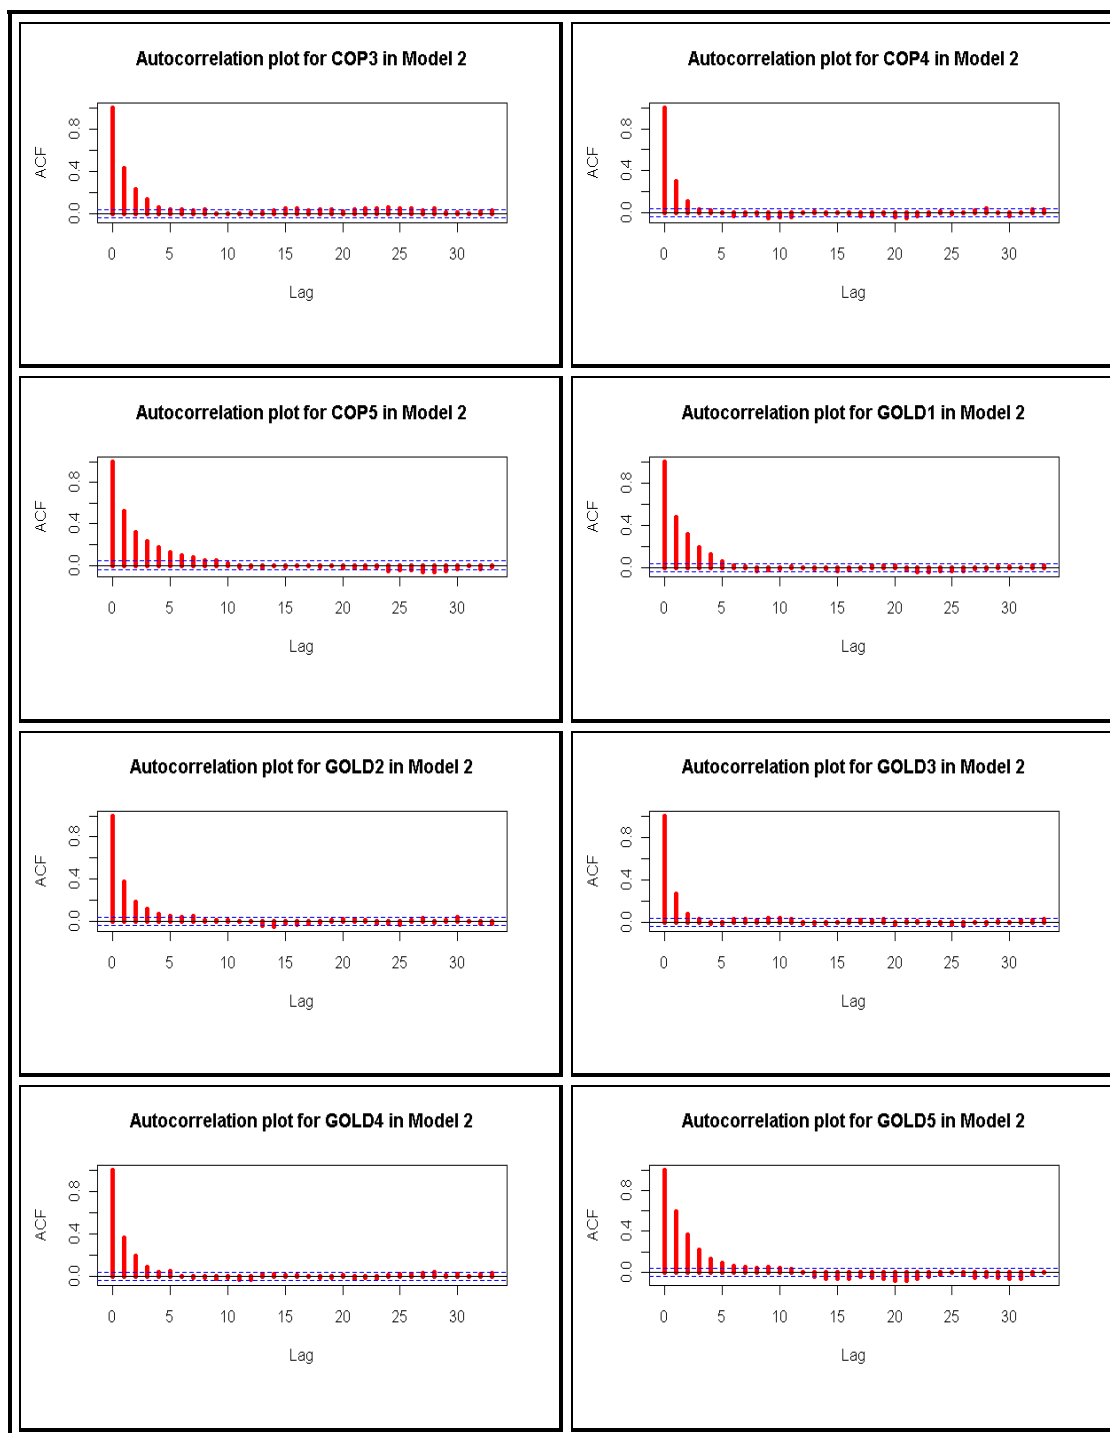 Autocorrelation plot for COP3 in Model 2
ACF
0.0 0.4 0.8
0 5 10 15 20 25 30
Lag
Autocorrelation plot for COP4 in Model 2
ACF
0.0 0.4 0.8
0 5 10 15 20 25 30
Lag
Autocorrelation plot for COP5 in Model 2
ACF
0.0 0.4 0.8
0 5 10 15 20 25 30
Lag
Autocorrelation plot for GOLD1 in Model 2
ACF
0.0 0.4 0.8
0 5 10 15 20 25 30
Lag
Autocorrelation plot for GOLD2 in Model 2
ACF
0.0 0.4 0.8
0 5 10 15 20 25 30
Lag
Autocorrelation plot for GOLD3 in Model 2
ACF
0.0 0.4 0.8
0 5 10 15 20 25 30
Lag
Autocorrelation plot for GOLD4 in Model 2
ACF
0.0 0.4 0.8
0 5 10 15 20 25 30
Lag
Autocorrelation plot for GOLD5 in Model 2
ACF
0.0 0.4 0.8
0 5 10 15 20 25 30
Lag